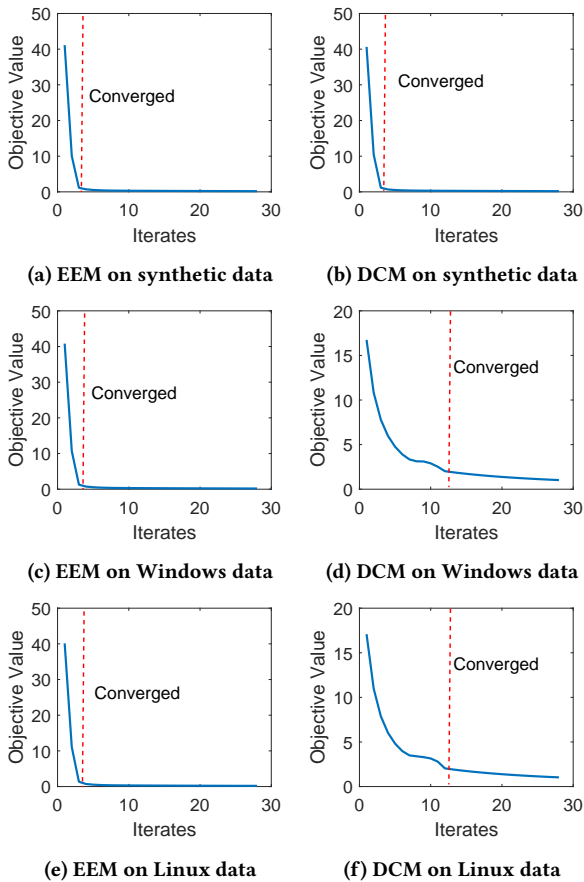 50
40
30
20
10
0
Objective Value
Converged
0 10 20 30
Iterates
(a) EEM on synthetic data
50
40
30
20
10
0
Objective Value
Converged
0 10 20 30
Iterates
(b) DCM on synthetic data
50
40
30
20
10
0
Objective Value
Converged
0 10 20 30
Iterates
(c) EEM on Windows data
20
15
10
5
0
Objective Value
Converged
0 10 20 30
Iterates
(d) DCM on Windows data
50
40
30
20
10
0
Objective Value
Converged
0 10 20 30
Iterates
(e) EEM on Linux data
20
15
10
5
0
Objective Value
Converged
0 10 20 30
Iterates
(f) DCM on Linux data